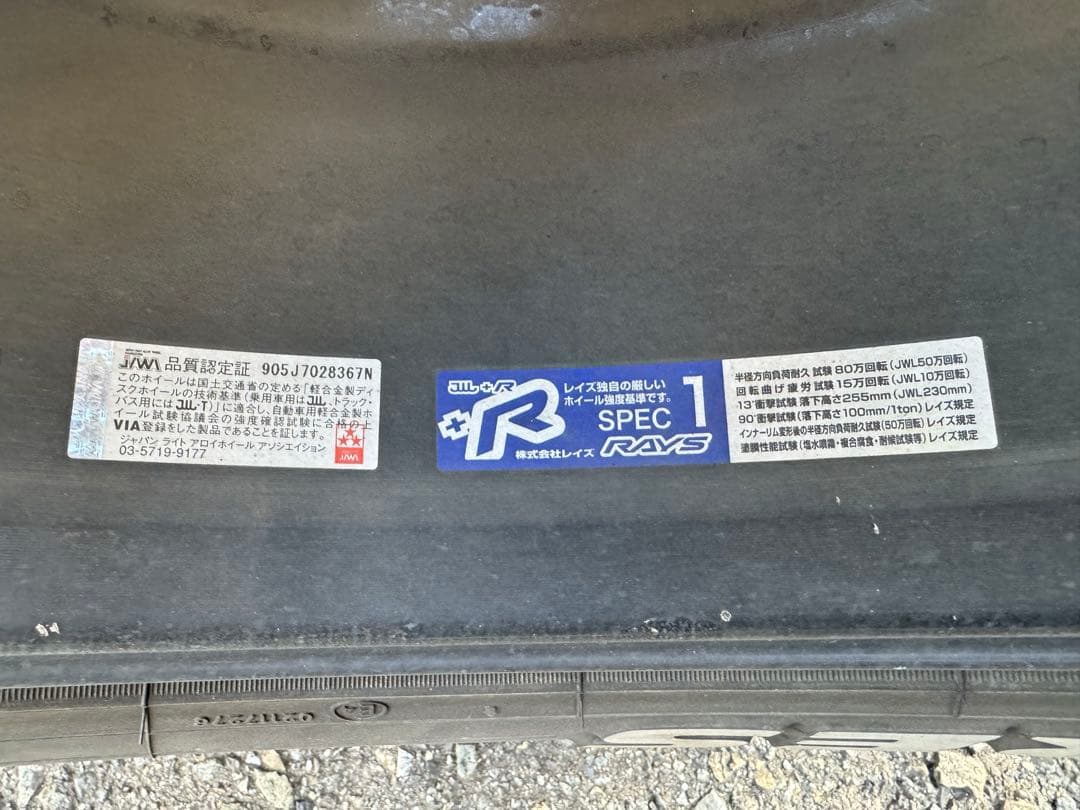 JAWA 品質認定証 905J7028367N
このホイールは国土交通省の定める「軽合金製ディ
スクホイールの技術基準(乗用車用はJWL、トラック・
バス用にはJWL-T)」に適合し、自動車用軽合金製ホ
イール試験協議会の強度確認試験に合格の上
VIA登録をした製品であることを証します。
ジャパン ライト アロイホイール アソシエイション
03-5719-9177
JAWA
JWL+R
+R
レイズ独自の厳しい
ホイール強度基準です。
SPEC 1
株式会社レイズ RAYS
半径方向負荷耐久試験 80万回転(JWL50万回転)
回転曲げ疲労試験 15万回転(JWL10万回転)
13°衝撃試験 落下高さ255mm(JWL230mm)
90°衝撃試験(落下高さ100mm/1ton)レイズ規定
インナーリム変形後の半径方向負荷耐久試験(50万回転)レイズ規定
塗膜性能試験(塩水噴霧・複合腐食・耐候試験等)レイズ規定
0211727
E4